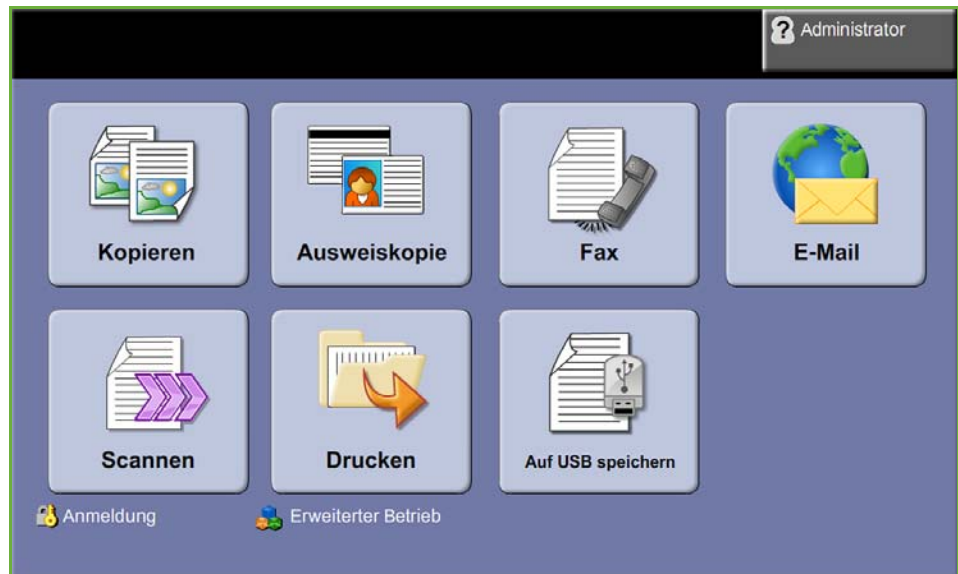 Administrator
Kopieren
Ausweiskopie
Fax
E-Mail
Scannen
Drucken
Auf USB speichern
Anmeldung
Erweiterter Betrieb